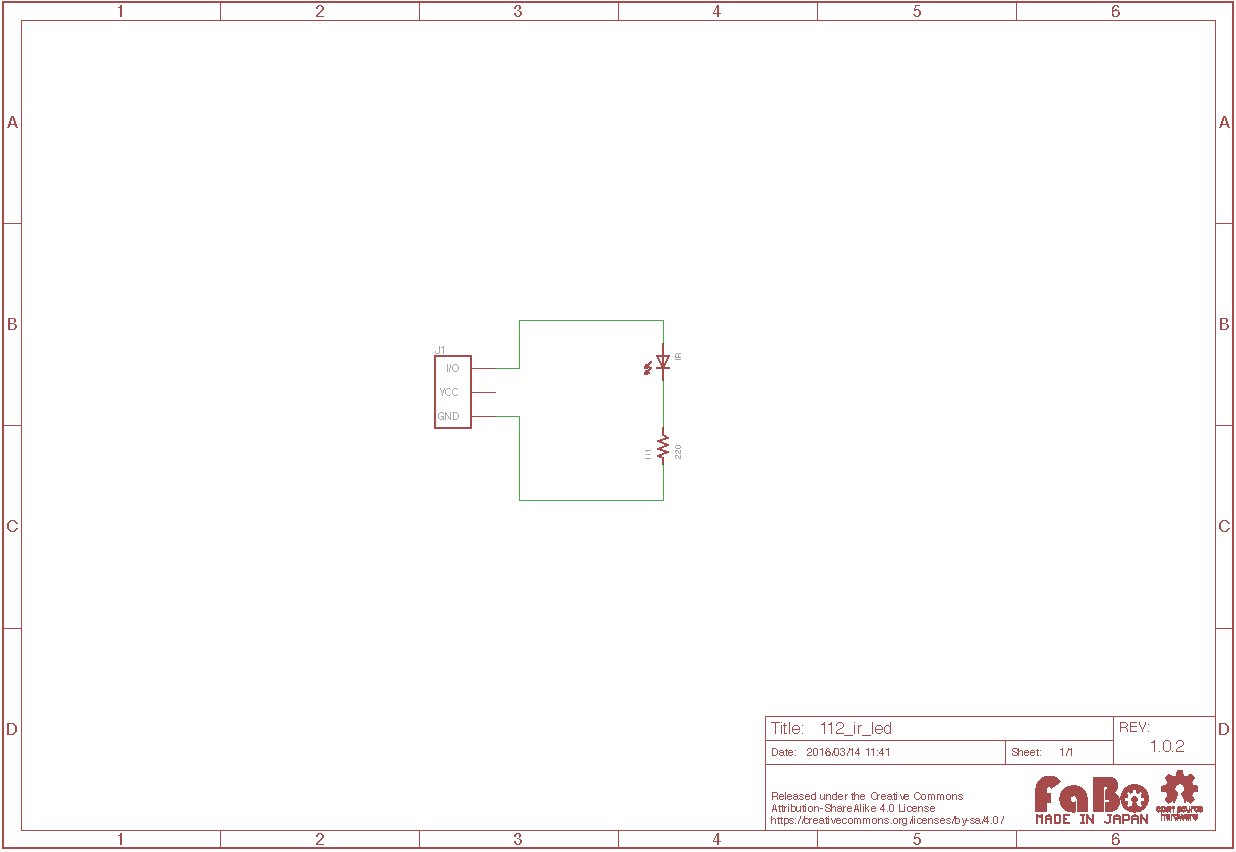 1 2 3 4 5 6
A A
J1
I/O
VCC
GND
IR
B B
220
C C
D D
Title: 112_ir_led
REV:
1.0.2
Date: 2016/03/14 11:41
Sheet: 1/1
Released under the Creative Commons
Attribution-ShareAlike 4.0 License
https://creativecommons.org/licenses/by-sa/4.0/
FaBo
MADE IN JAPAN
open source
hardware
1 2 3 4 5 6